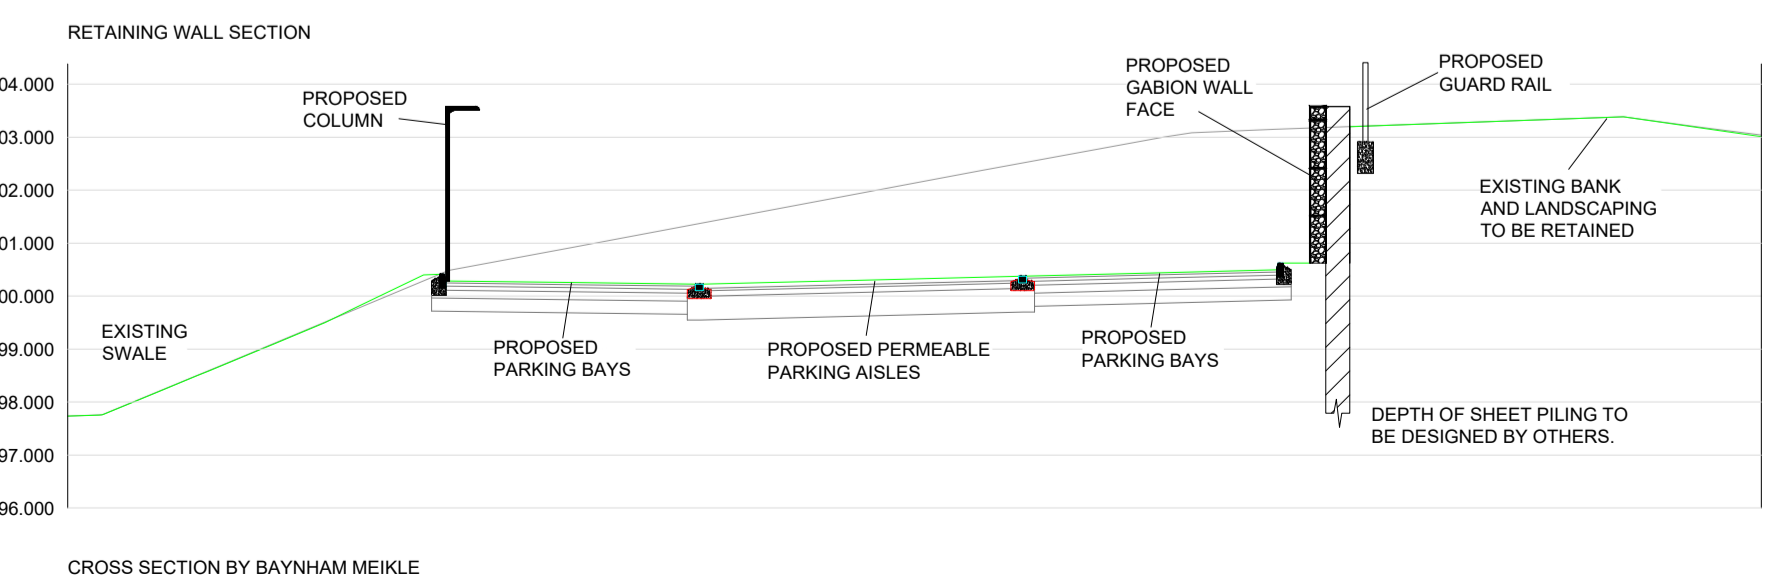 RETAINING WALL SECTION
04.000
03.000
02.000
01.000
00.000
99.000
98.000
97.000
96.000
PROPOSED
COLUMN
PROPOSED
GABION WALL
FACE
PROPOSED
GUARD RAIL
EXISTING BANK
AND LANDSCAPING
TO BE RETAINED
EXISTING
SWALE
PROPOSED
PARKING BAYS
PROPOSED PERMEABLE
PARKING AISLES
PROPOSED
PARKING BAYS
DEPTH OF SHEET PILING TO
BE DESIGNED BY OTHERS.
CROSS SECTION BY BAYNHAM MEIKLE